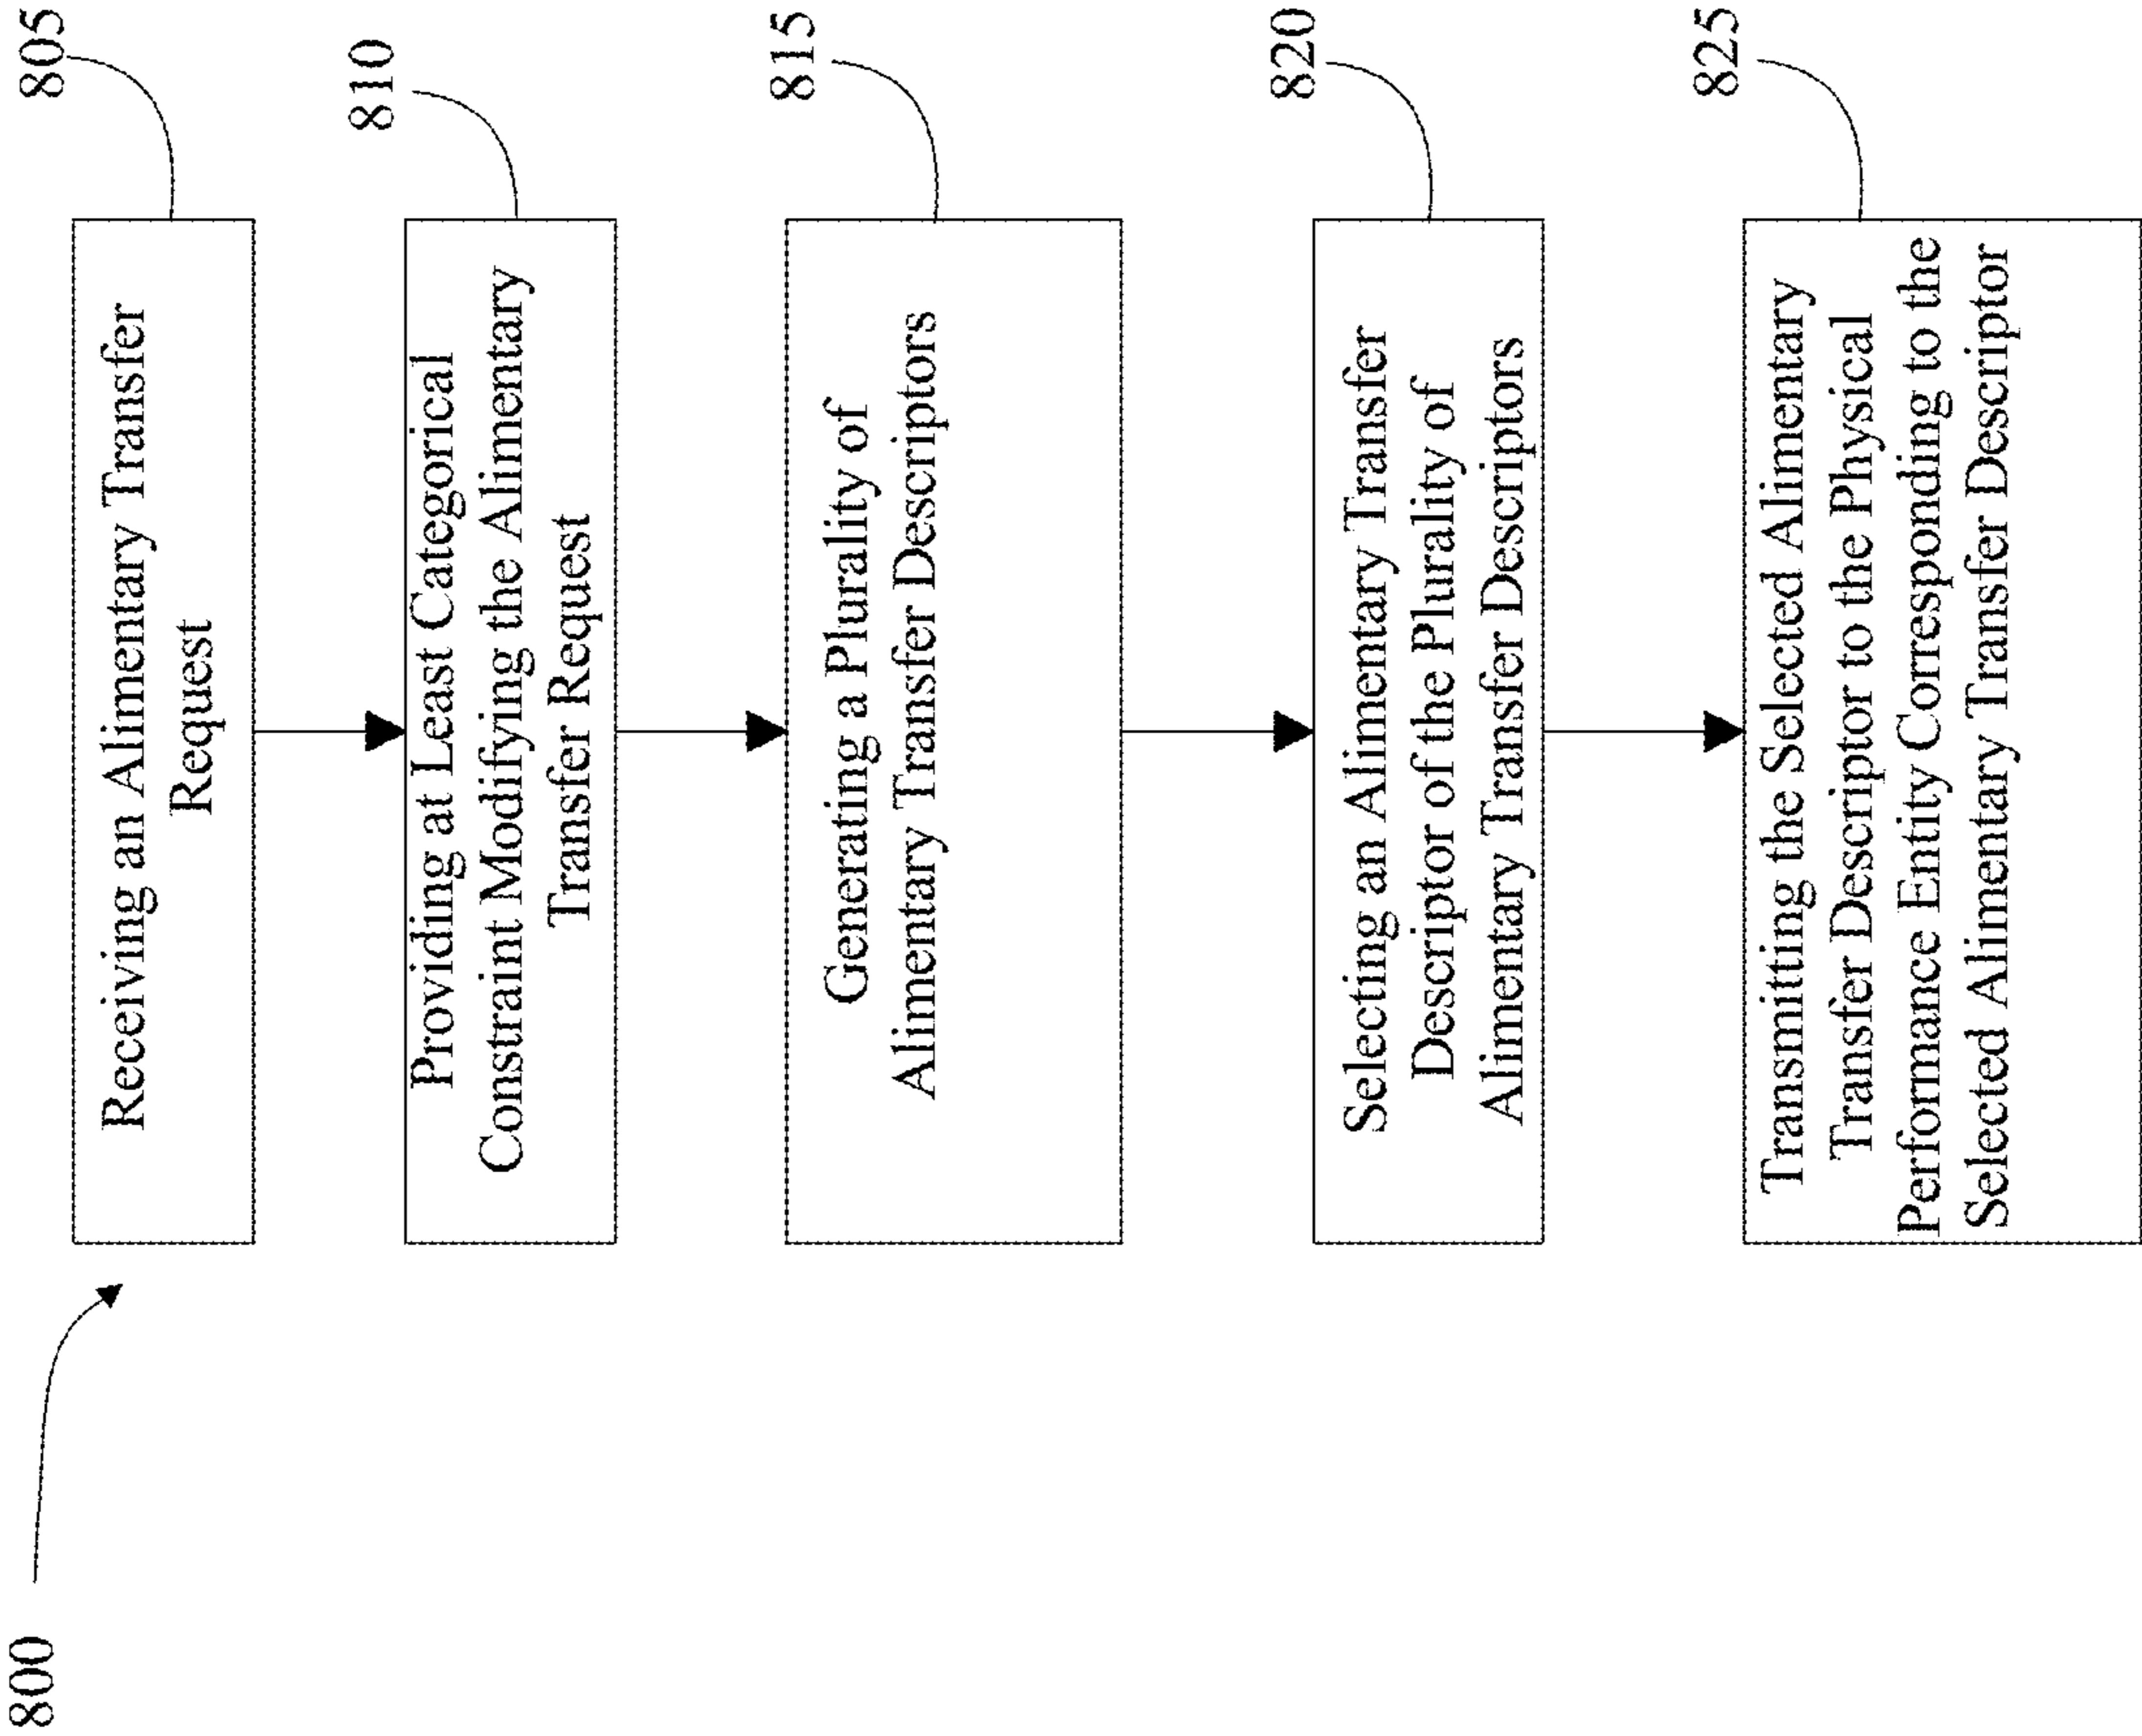 800
805
Receiving an Alimentary Transfer
Request
810
Providing at Least Categorical
Constraint Modifying the Alimentary
Transfer Request
815
Generating a Plurality of
Alimentary Transfer Descriptors
820
Selecting an Alimentary Transfer
Descriptor of the Plurality of
Alimentary Transfer Descriptors
825
Transmitting the Selected Alimentary
Transfer Descriptor to the Physical
Performance Entity Corresponding to the
Selected Alimentary Transfer Descriptor